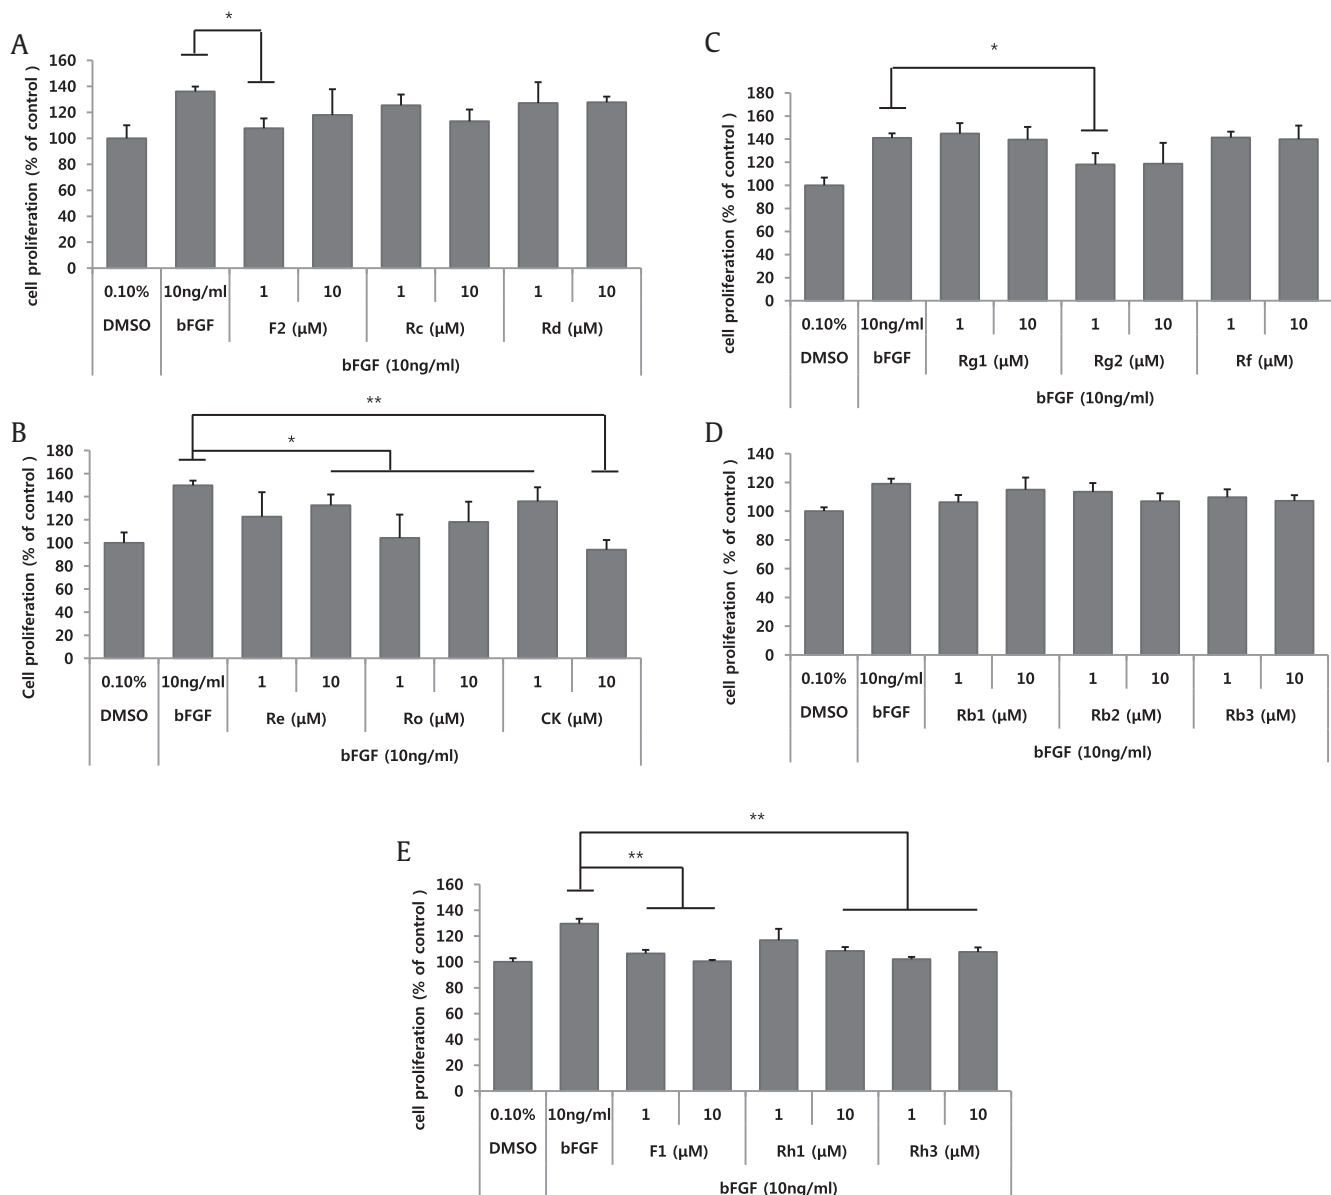 A
*
cell proliferation (% of control )
160
140
120
100
80
60
40
20
0
0.10% 10ng/ml 1 10 1 10 1 10
DMSO bFGF F2 (μM) Rc (μM) Rd (μM)
bFGF (10ng/ml)
B
**
*
Cell proliferation (% of control )
180
160
140
120
100
80
60
40
20
0
0.10% 10ng/ml 1 10 1 10 1 10
DMSO bFGF Re (μM) Ro (μM) CK (μM)
bFGF (10ng/ml)
C
*
cell proliferation (% of control )
180
160
140
120
100
80
60
40
20
0
0.10% 10ng/ml 1 10 1 10 1 10
DMSO bFGF Rg1 (μM) Rg2 (μM) Rf (μM)
bFGF (10ng/ml)
D
cell proliferation ( % of control )
140
120
100
80
60
40
20
0
0.10% 10ng/ml 1 10 1 10 1 10
DMSO bFGF Rb1 (μM) Rb2 (μM) Rb3 (μM)
bFGF (10ng/ml)
E
**
**
cell proliferation (% of control )
160
140
120
100
80
60
40
20
0
0.10% 10ng/ml 1 10 1 10 1 10
DMSO bFGF F1 (μM) Rh1 (μM) Rh3 (μM)
bFGF (10ng/ml)